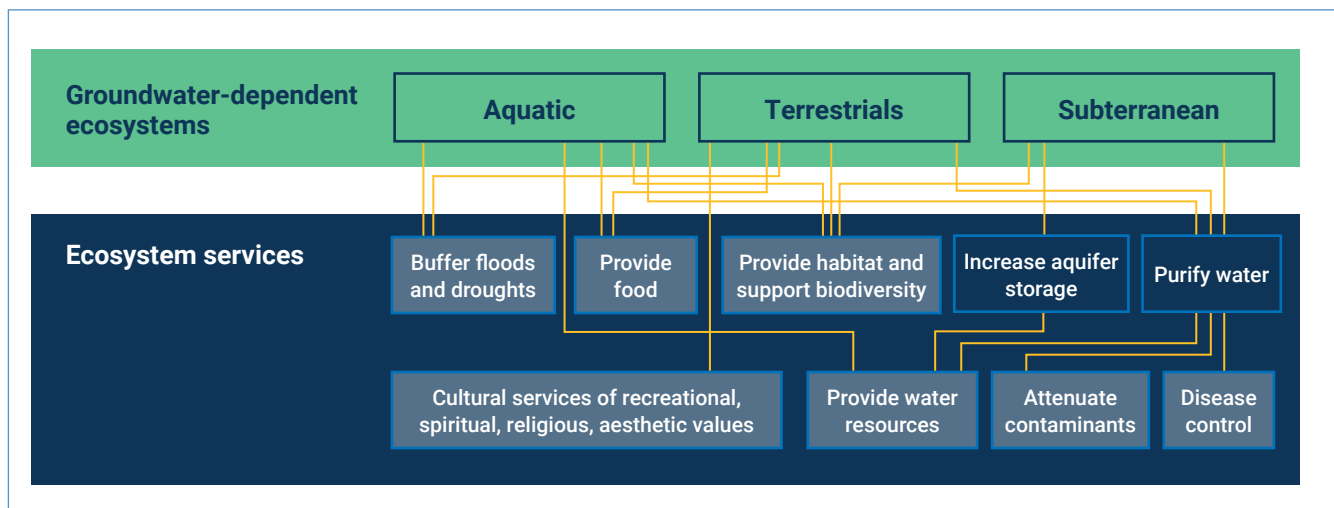 Groundwater-dependent
ecosystems
Aquatic
Terrestrials
Subterranean
Ecosystem services
Buffer floods
and droughts
Provide
food
Provide habitat and
support biodiversity
Increase aquifer
storage
Purify water
Cultural services of recreational,
spiritual, religious, aesthetic values
Provide water
resources
Attenuate
contaminants
Disease
control